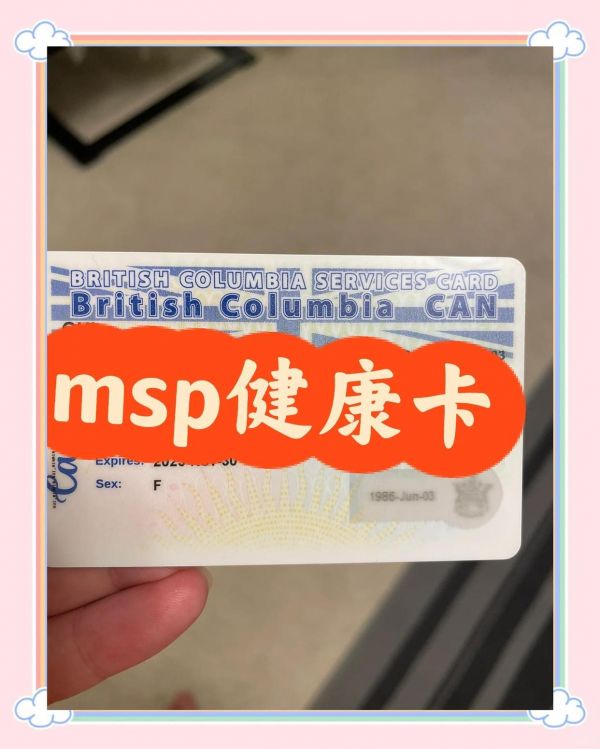 BRITISH COLUMBIA SERVICES CARD
British Columbia CAN
msp健康卡
Expires:
Sex: F
1986-Jun-03